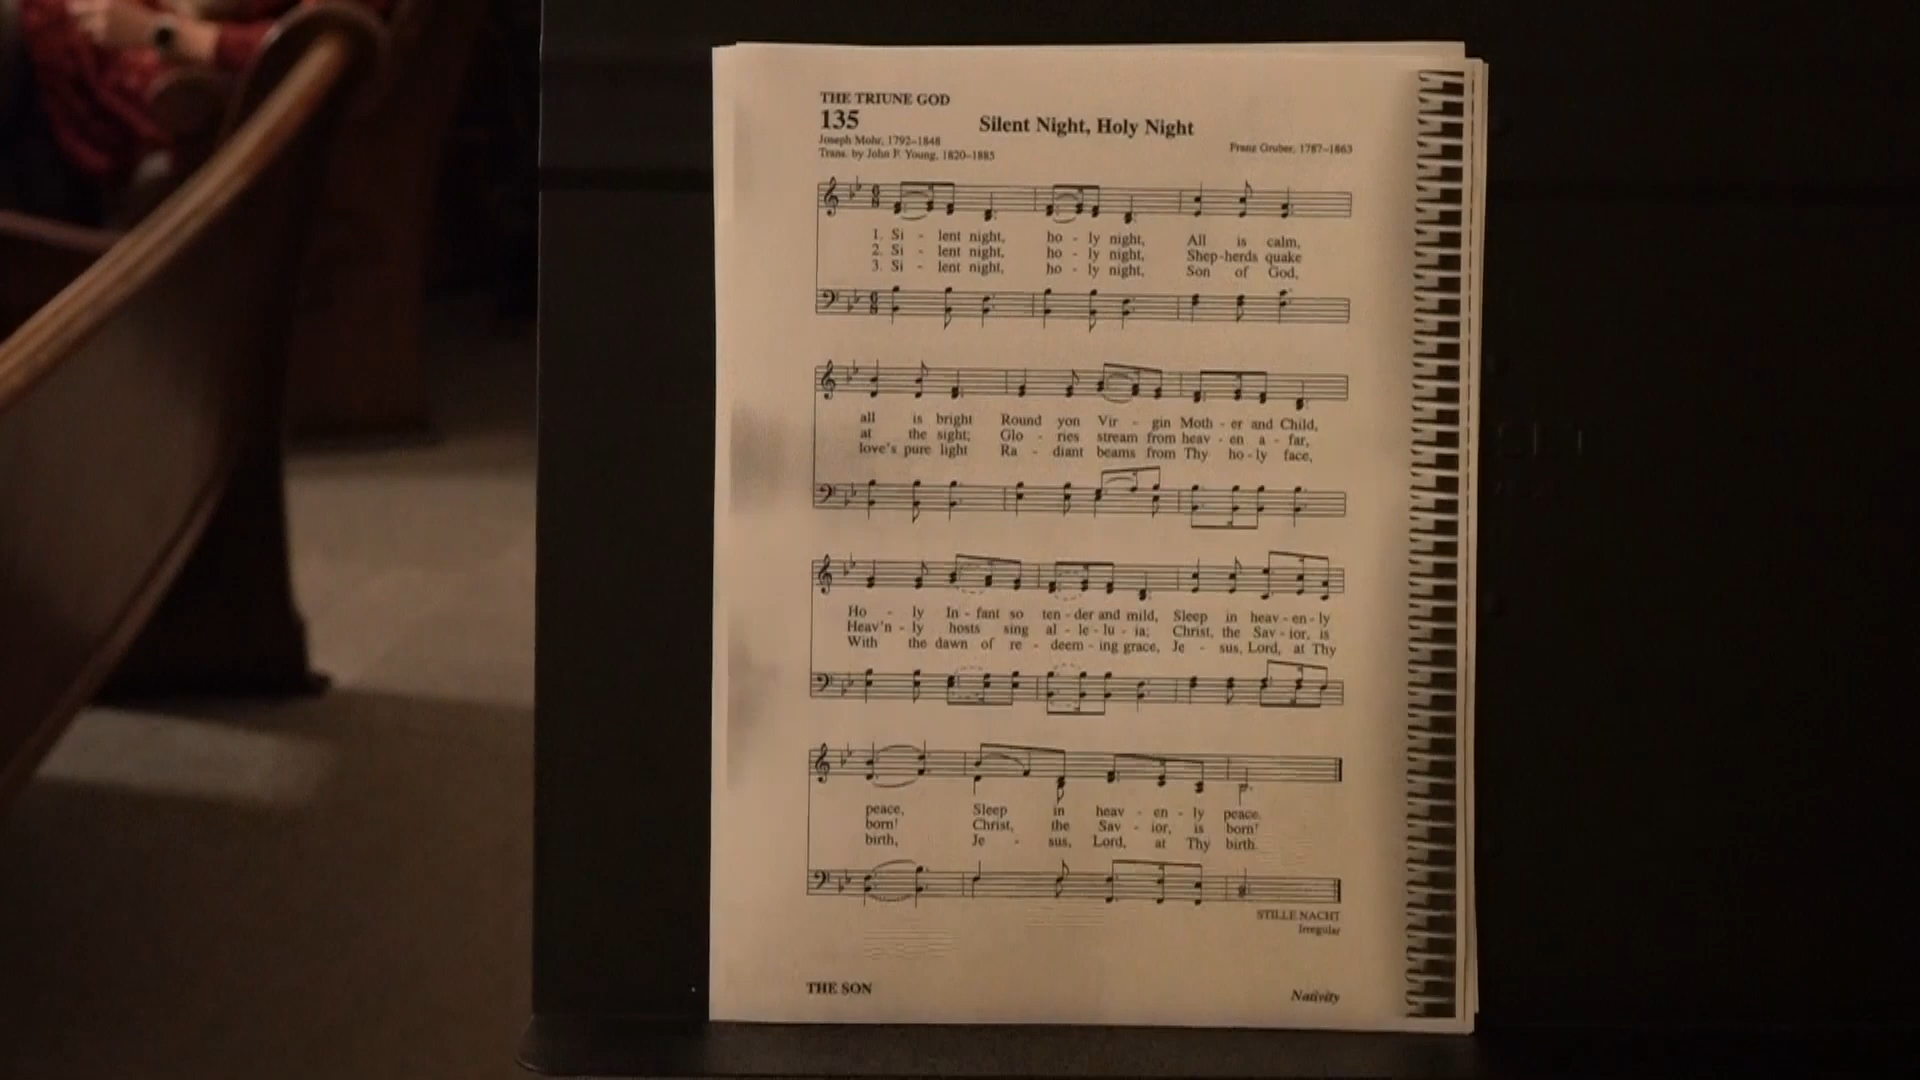 THE TRIUNE GOD
135
Silent Night, Holy Night
Joseph Mohr, 1792–1848
Trans. by John F. Young, 1820–1885
Franz Gruber, 1787–1863
1. Si - lent night, ho - ly night, All is calm,
2. Si - lent night, ho - ly night, Shep-herds quake
3. Si - lent night, ho - ly night, Son of God,
all is bright Round yon Vir - gin Moth - er and Child,
at the sight; Glo - ries stream from heav - en a - far,
love's pure light Ra - diant beams from Thy ho - ly face,
Ho - ly In - fant so ten - der and mild, Sleep in heav - en - ly
Heav'n - ly hosts sing al - le - lu - ia; Christ, the Sav - ior, is
With the dawn of re - deem - ing grace, Je - sus, Lord, at Thy
peace, Sleep in heav - en - ly peace.
born! Christ, the Sav - ior, is born!
birth, Je - sus, Lord, at Thy birth.
STILLE NACHT
Irregular
THE SON
Nativity